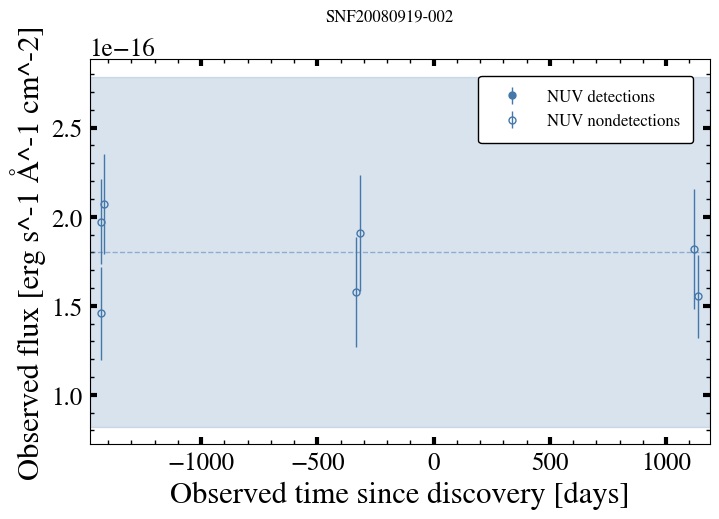 SNF20080919-002
1e−16
Observed flux [erg s^-1 Å^-1 cm^-2]
2.5
2.0
1.5
1.0
NUV detections
NUV nondetections
−1000
−500
0
500
1000
Observed time since discovery [days]